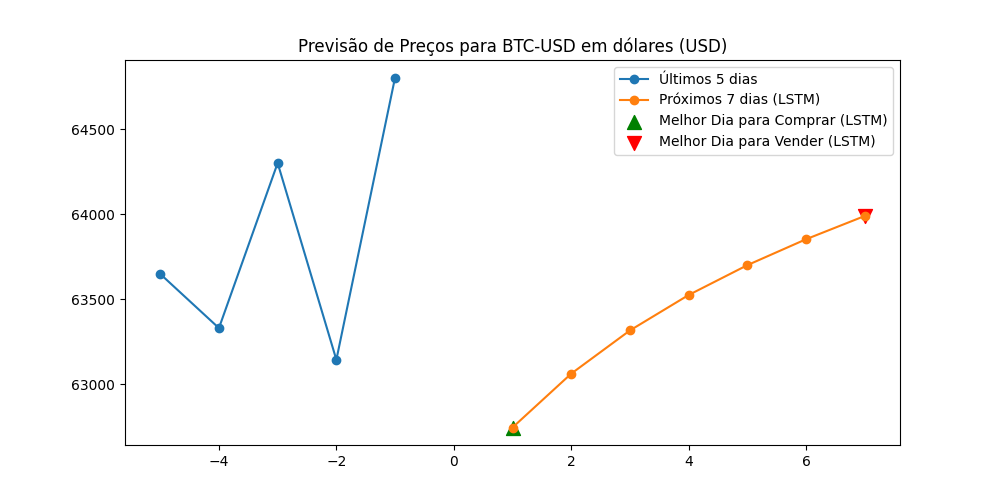 Previsão de Preços para BTC-USD em dólares (USD)
Últimos 5 dias
Próximos 7 dias (LSTM)
Melhor Dia para Comprar (LSTM)
Melhor Dia para Vender (LSTM)
64500
64000
63500
63000
−4
−2
0
2
4
6